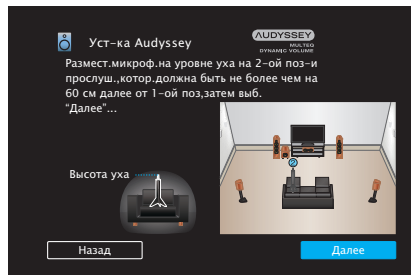 Уст-ка Audyssey
AUDYSSEY
MULTEQ
DYNAMIC VOLUME
Размест.микроф.на уровне уха на 2-ой поз-и
прослуш.,котор.должна быть не более чем на
60 см далее от 1-ой поз,затем выб.
“Далее”...
Высота уха
Назад
Далее